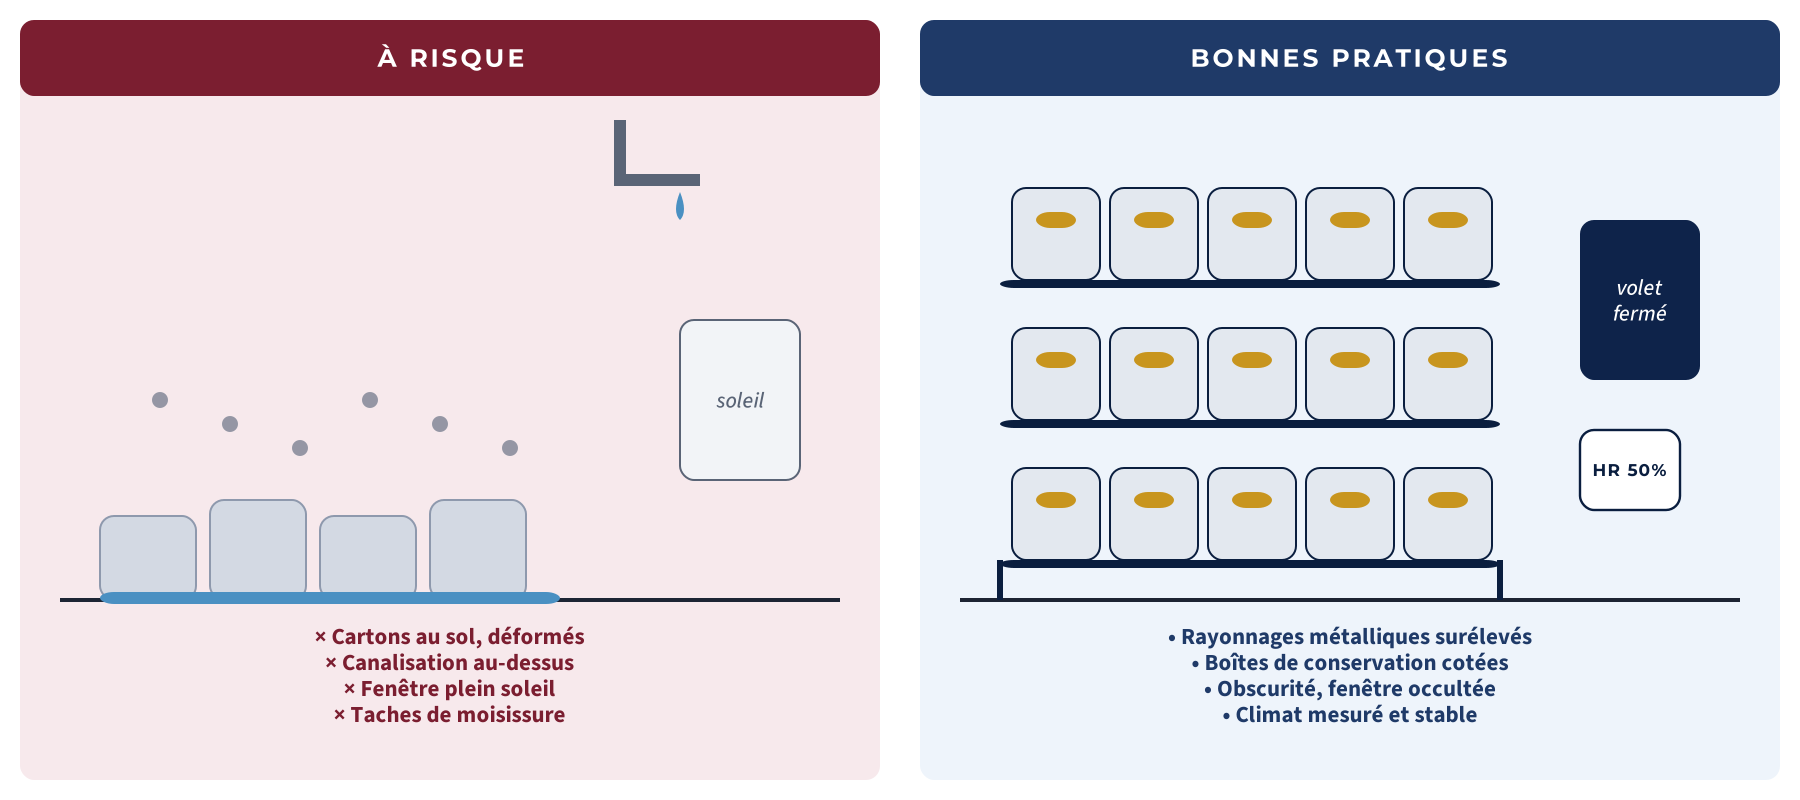 À RISQUE
soleil
× Cartons au sol, déformés
× Canalisation au-dessus
× Fenêtre plein soleil
× Taches de moisissure
BONNES PRATIQUES
volet
fermé
HR 50%
• Rayonnages métalliques surélevés
• Boîtes de conservation cotées
• Obscurité, fenêtre occultée
• Climat mesuré et stable